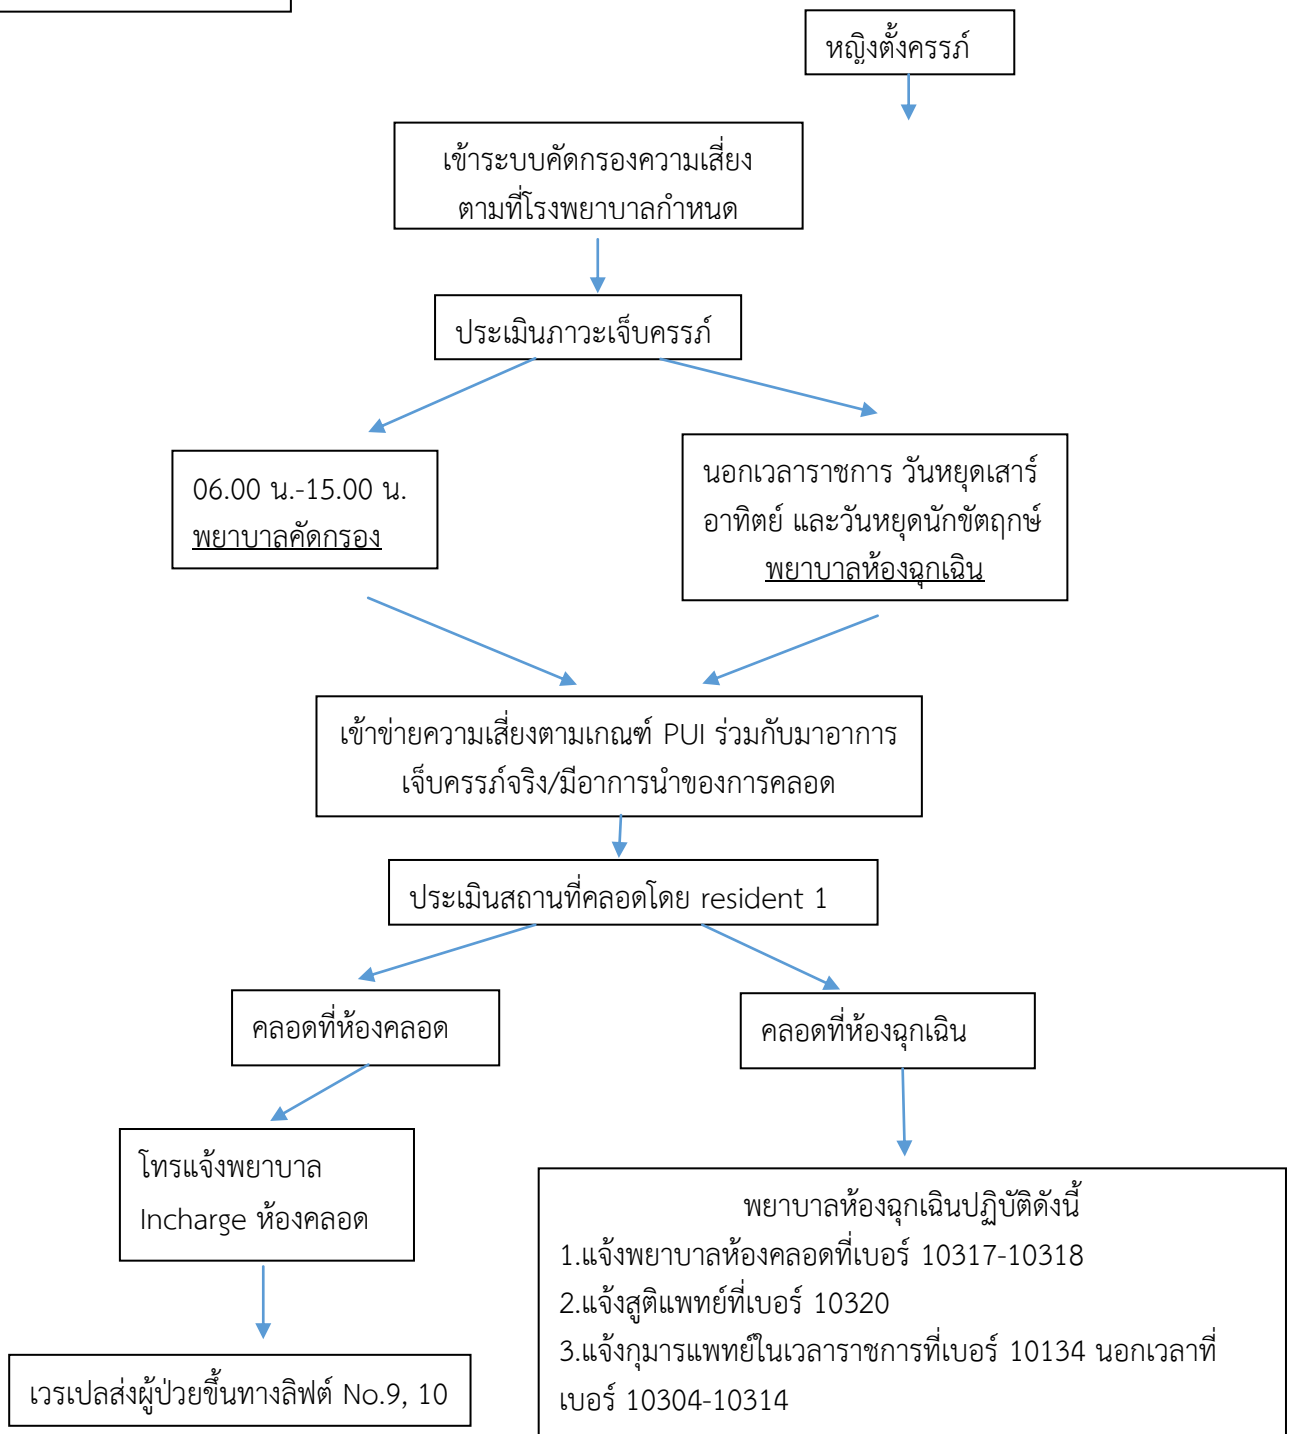 หญิงตั้งครรภ์
เข้าระบบคัดกรองความเสี่ยง
ตามที่โรงพยาบาลกำหนด
ประเมินภาวะเจ็บครรภ์
06.00 น.-15.00 น.
พยาบาลคัดกรอง
นอกเวลาราชการ วันหยุดเสาร์
อาทิตย์ และวันหยุดนักขัตฤกษ์
พยาบาลห้องฉุกเฉิน
เข้าข่ายความเสี่ยงตามเกณฑ์ PUI ร่วมกับมาอาการ
เจ็บครรภ์จริง/มีอาการนำของการคลอด
ประเมินสถานที่คลอดโดย resident 1
คลอดที่ห้องคลอด
คลอดที่ห้องฉุกเฉิน
โทรแจ้งพยาบาล
Incharge ห้องคลอด
เวรเปลส่งผู้ป่วยขึ้นทางลิฟต์ No.9, 10
พยาบาลห้องฉุกเฉินปฏิบัติดังนี้
1.แจ้งพยาบาลห้องคลอดที่เบอร์ 10317-10318
2.แจ้งสูติแพทย์ที่เบอร์ 10320
3.แจ้งกุมารแพทย์ในเวลาราชการที่เบอร์ 10134 นอกเวลาที่
เบอร์ 10304-10314